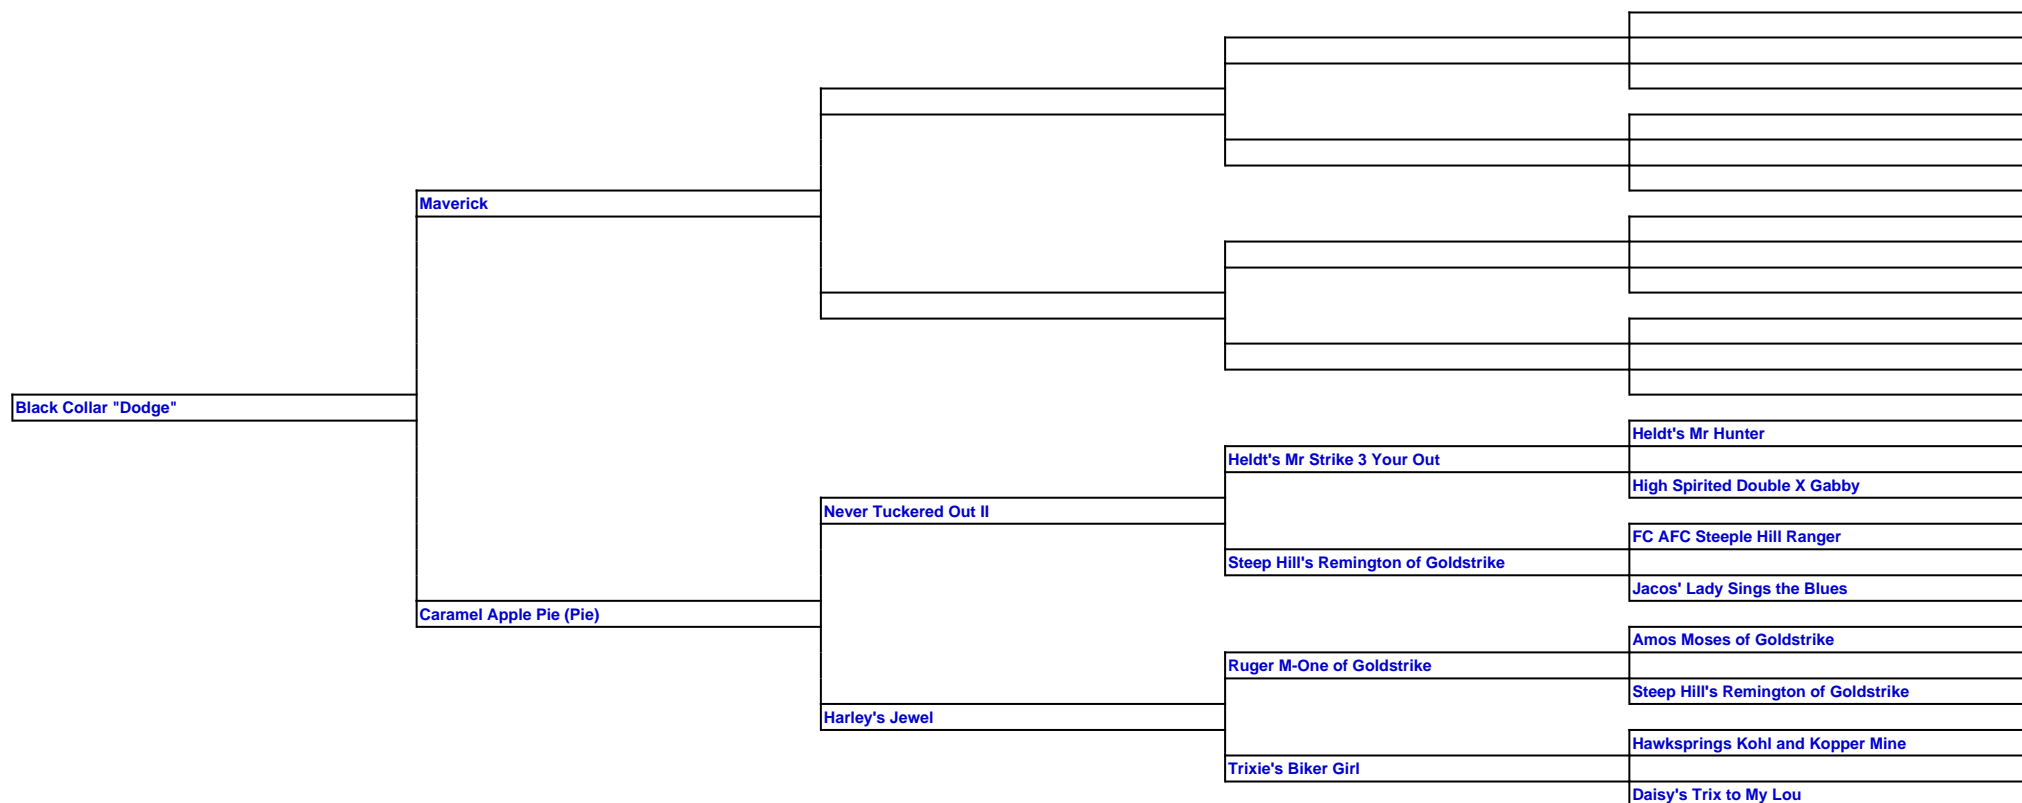 Maverick
Black Collar "Dodge"
Heldt's Mr Hunter
Heldt's Mr Strike 3 Your Out
High Spirited Double X Gabby
Never Tuckered Out II
FC AFC Steeple Hill Ranger
Steep Hill's Remington of Goldstrike
Jacos' Lady Sings the Blues
Caramel Apple Pie (Pie)
Amos Moses of Goldstrike
Ruger M-One of Goldstrike
Steep Hill's Remington of Goldstrike
Harley's Jewel
Hawksprings Kohl and Kopper Mine
Trixie's Biker Girl
Daisy's Trix to My Lou